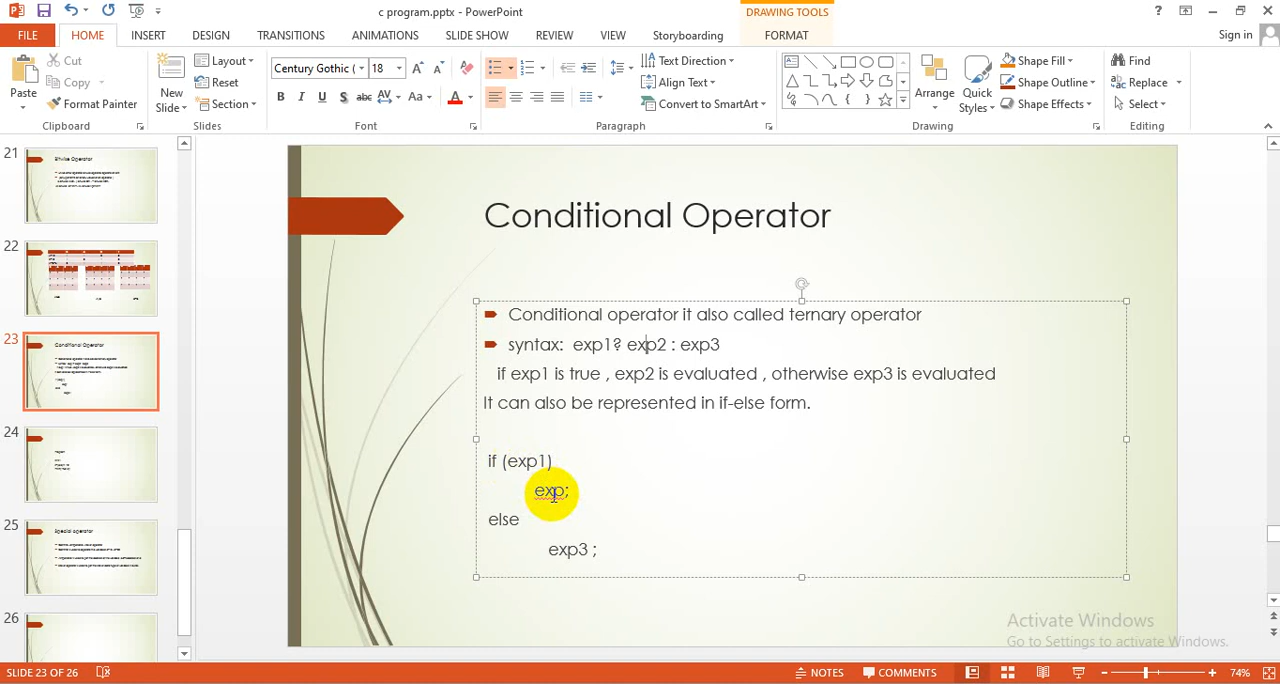 c program.pptx - PowerPoint
DRAWING TOOLS
FILE HOME INSERT DESIGN TRANSITIONS ANIMATIONS SLIDE SHOW REVIEW VIEW Storyboarding FORMAT Sign in
Paste
Cut
Copy
Format Painter
Clipboard
New
Slide
Layout
Reset
Section
Slides
Century Gothic (
18
Font
Text Direction
Align Text
Convert to SmartArt
Paragraph
Arrange
Quick
Styles
Shape Fill
Shape Outline
Shape Effects
Drawing
Find
Replace
Select
Editing
21
Bitwise Operator
22
23
Conditional Operator
24
25
Special operator
26
Conditional Operator
Conditional operator it also called ternary operator
syntax: exp1? exp2 : exp3
if exp1 is true , exp2 is evaluated , otherwise exp3 is evaluated
It can also be represented in if-else form.
if (exp1)
exp;
else
exp3 ;
Activate Windows
Go to Settings to activate Windows.
SLIDE 23 OF 26
NOTES
COMMENTS
74%